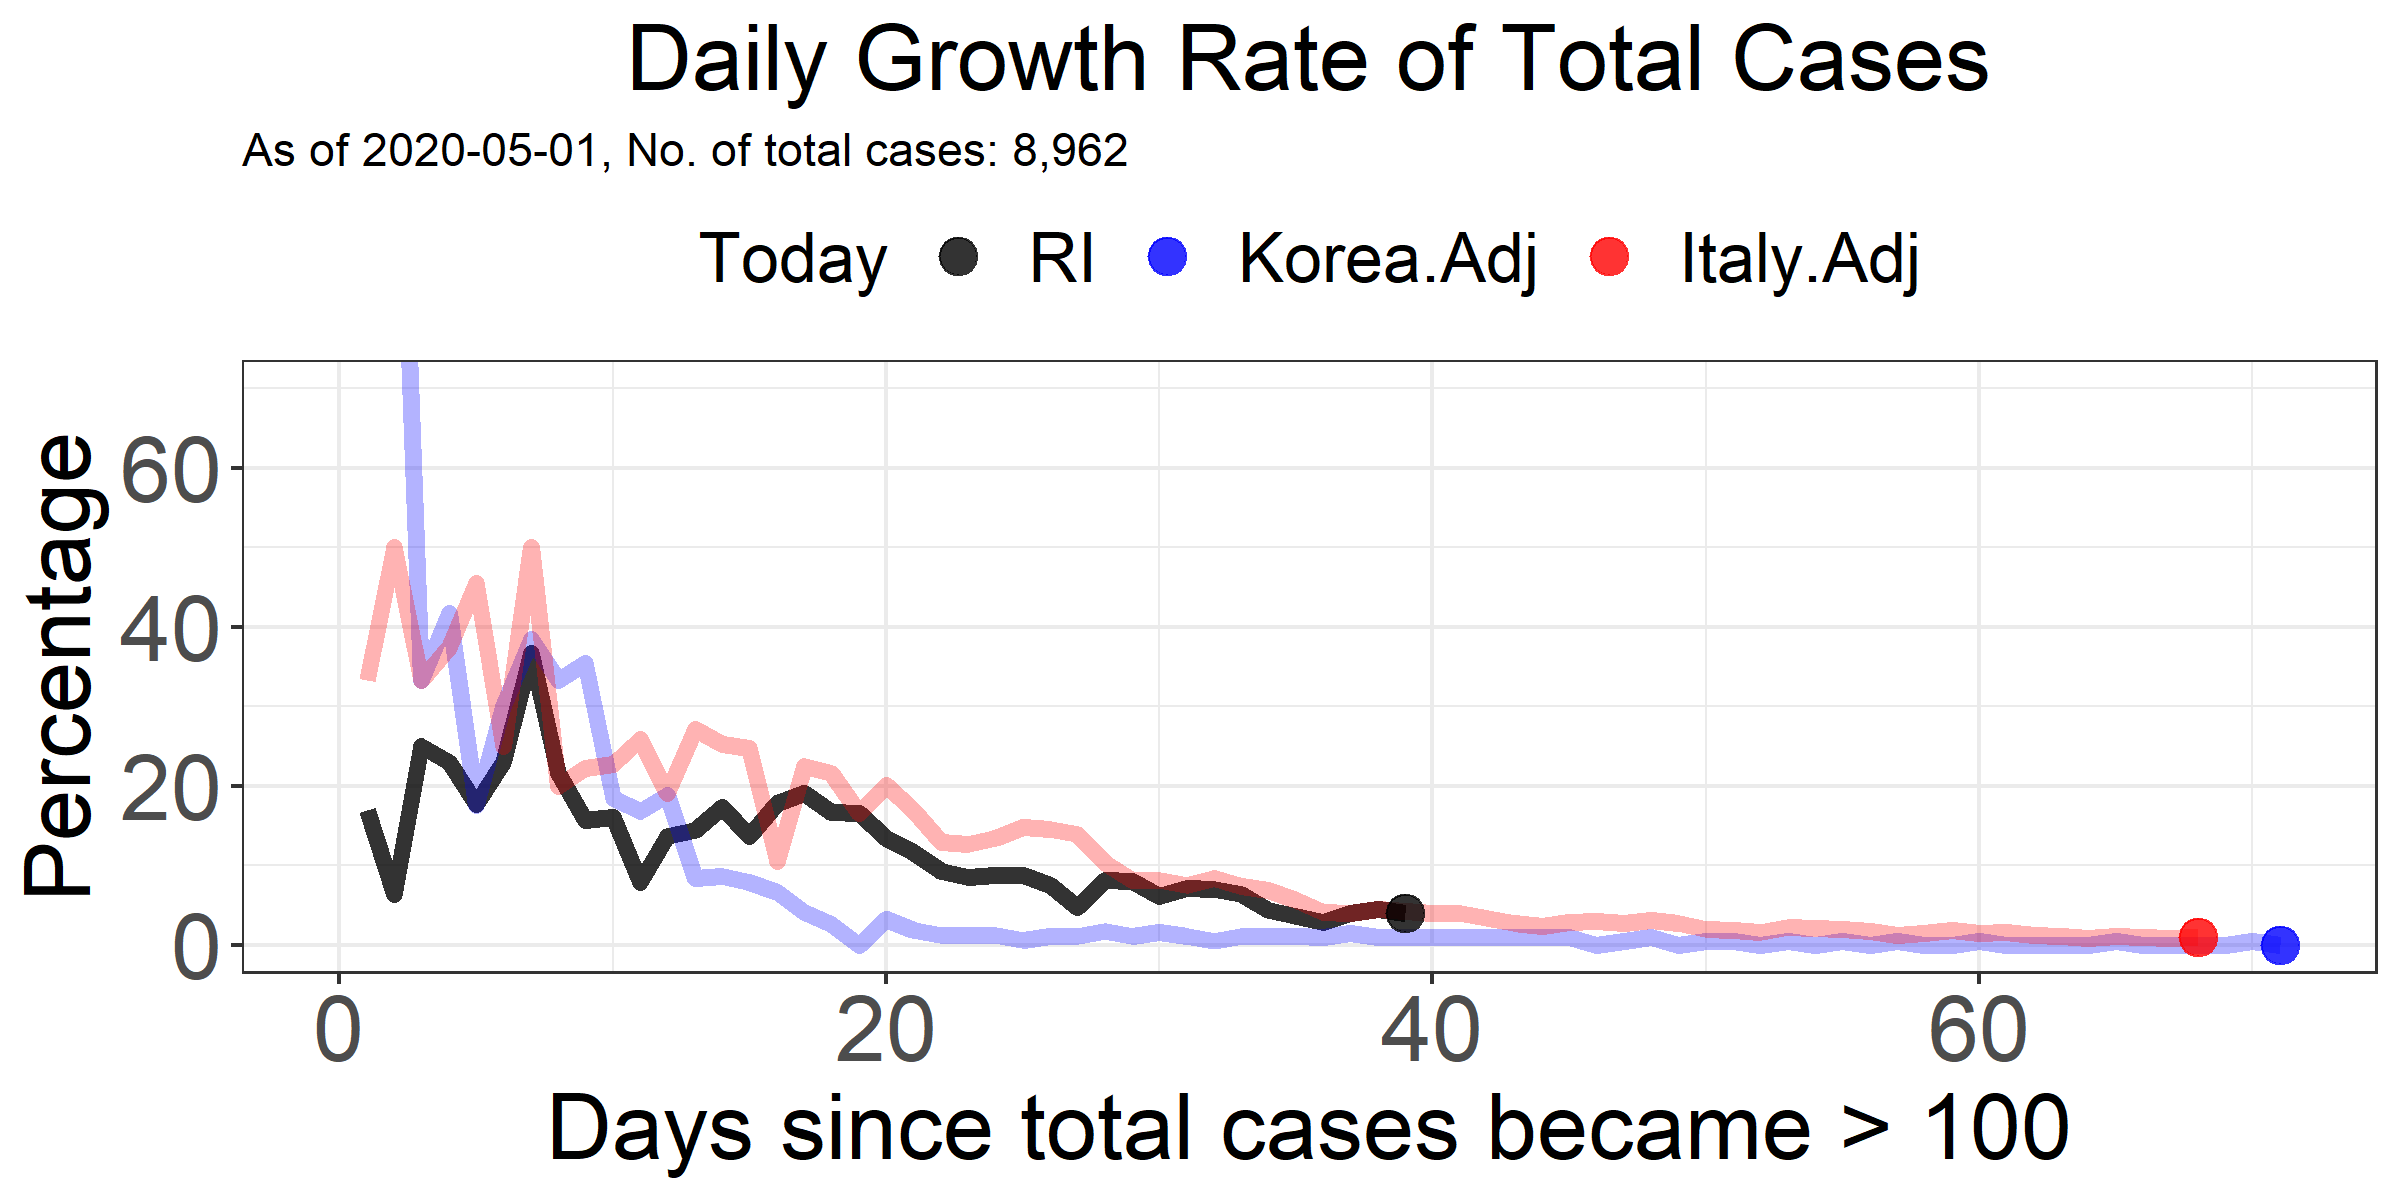 Daily Growth Rate of Total Cases
As of 2020-05-01, No. of total cases: 8,962
Today RI Korea.Adj Italy.Adj
Percentage
60
40
20
0
0 20 40 60
Days since total cases became > 100